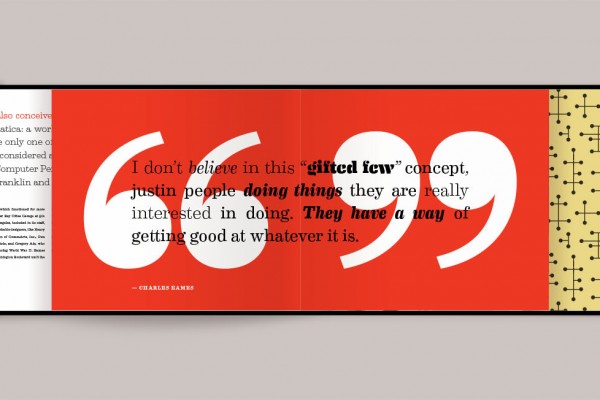 also conceive
atica: a wor
e only one o
considered a
Computer Pe
ranklin and
“ ”
I don't believe in this “gifted few” concept,
justin people doing things they are really
interested in doing. They have a way of
getting good at whatever it is.
— CHARLES EAMES